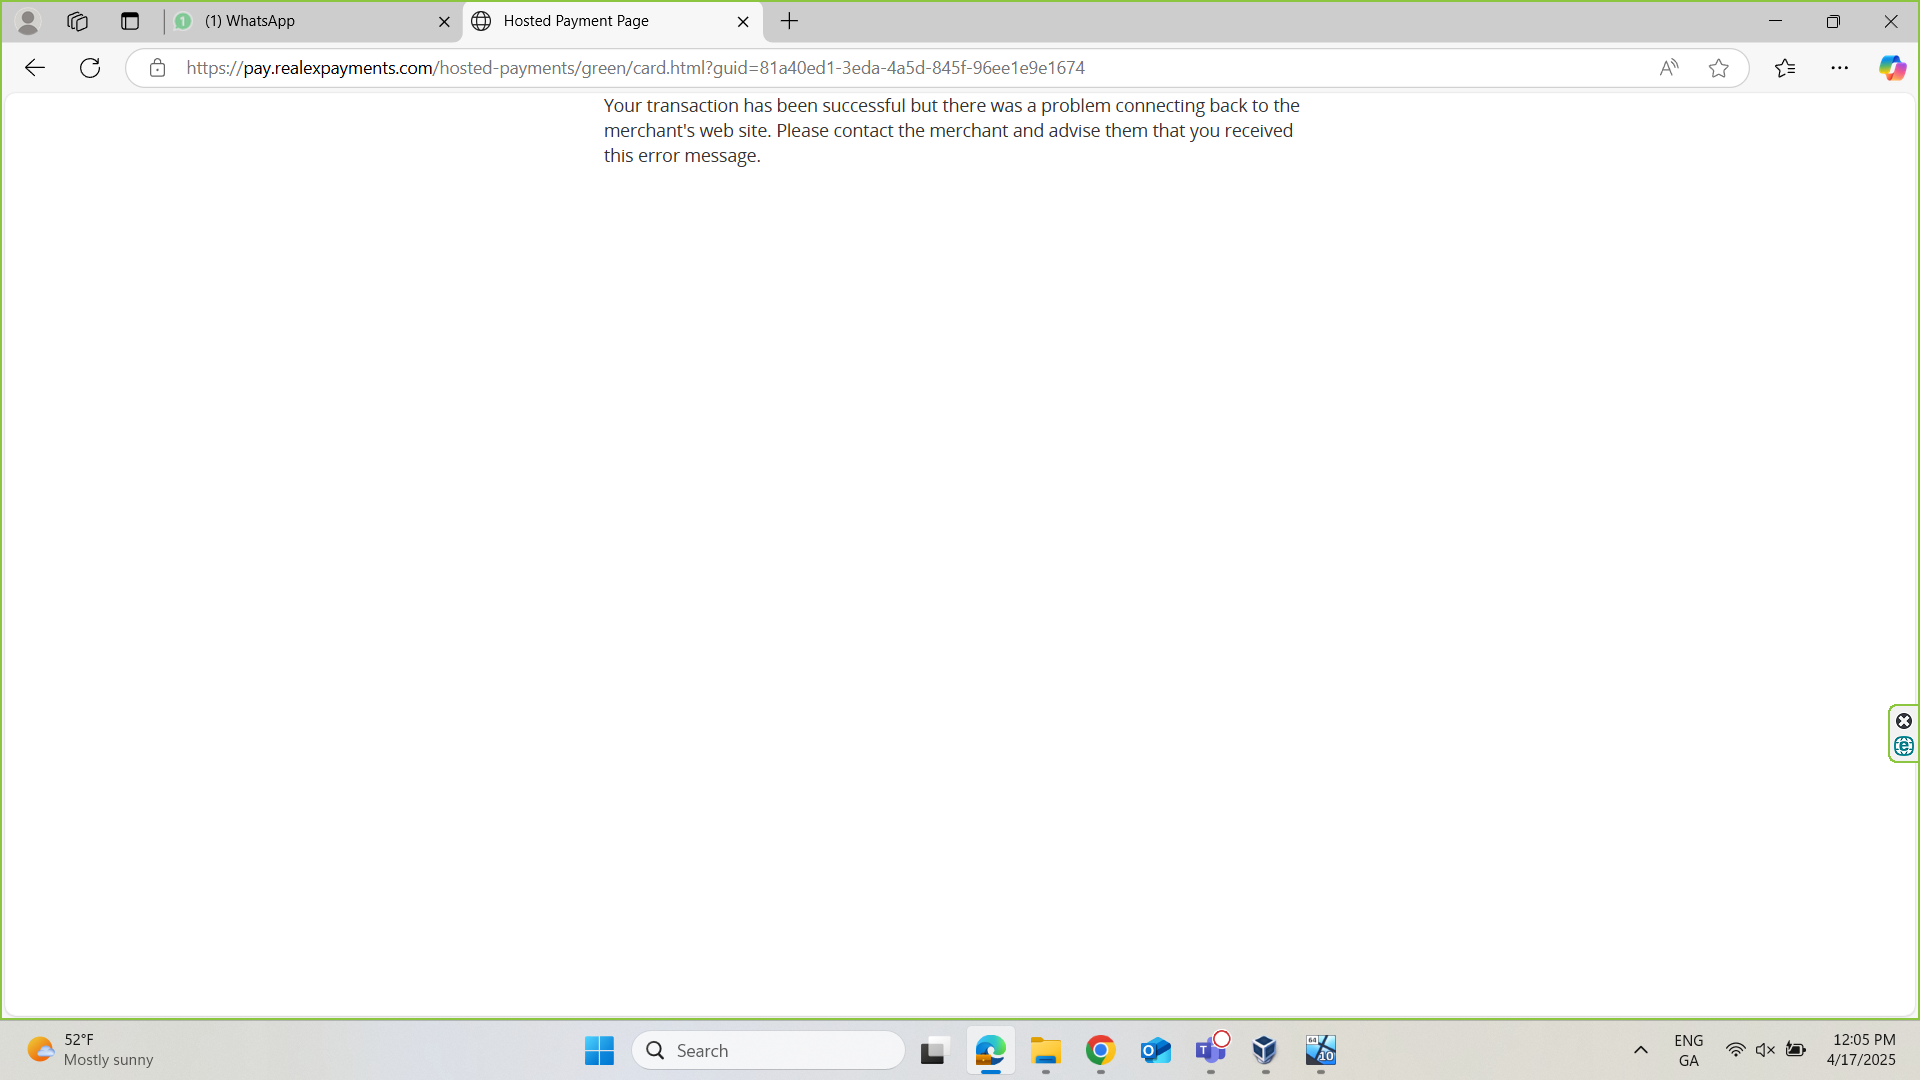 (1) WhatsApp
Hosted Payment Page
https://pay.realexpayments.com/hosted-payments/green/card.html?guid=81a40ed1-3eda-4a5d-845f-96ee1e9e1674
Your transaction has been successful but there was a problem connecting back to the
merchant's web site. Please contact the merchant and advise them that you received
this error message.
52°F
Mostly sunny
Search
64
10
ENG
GA
12:05 PM
4/17/2025